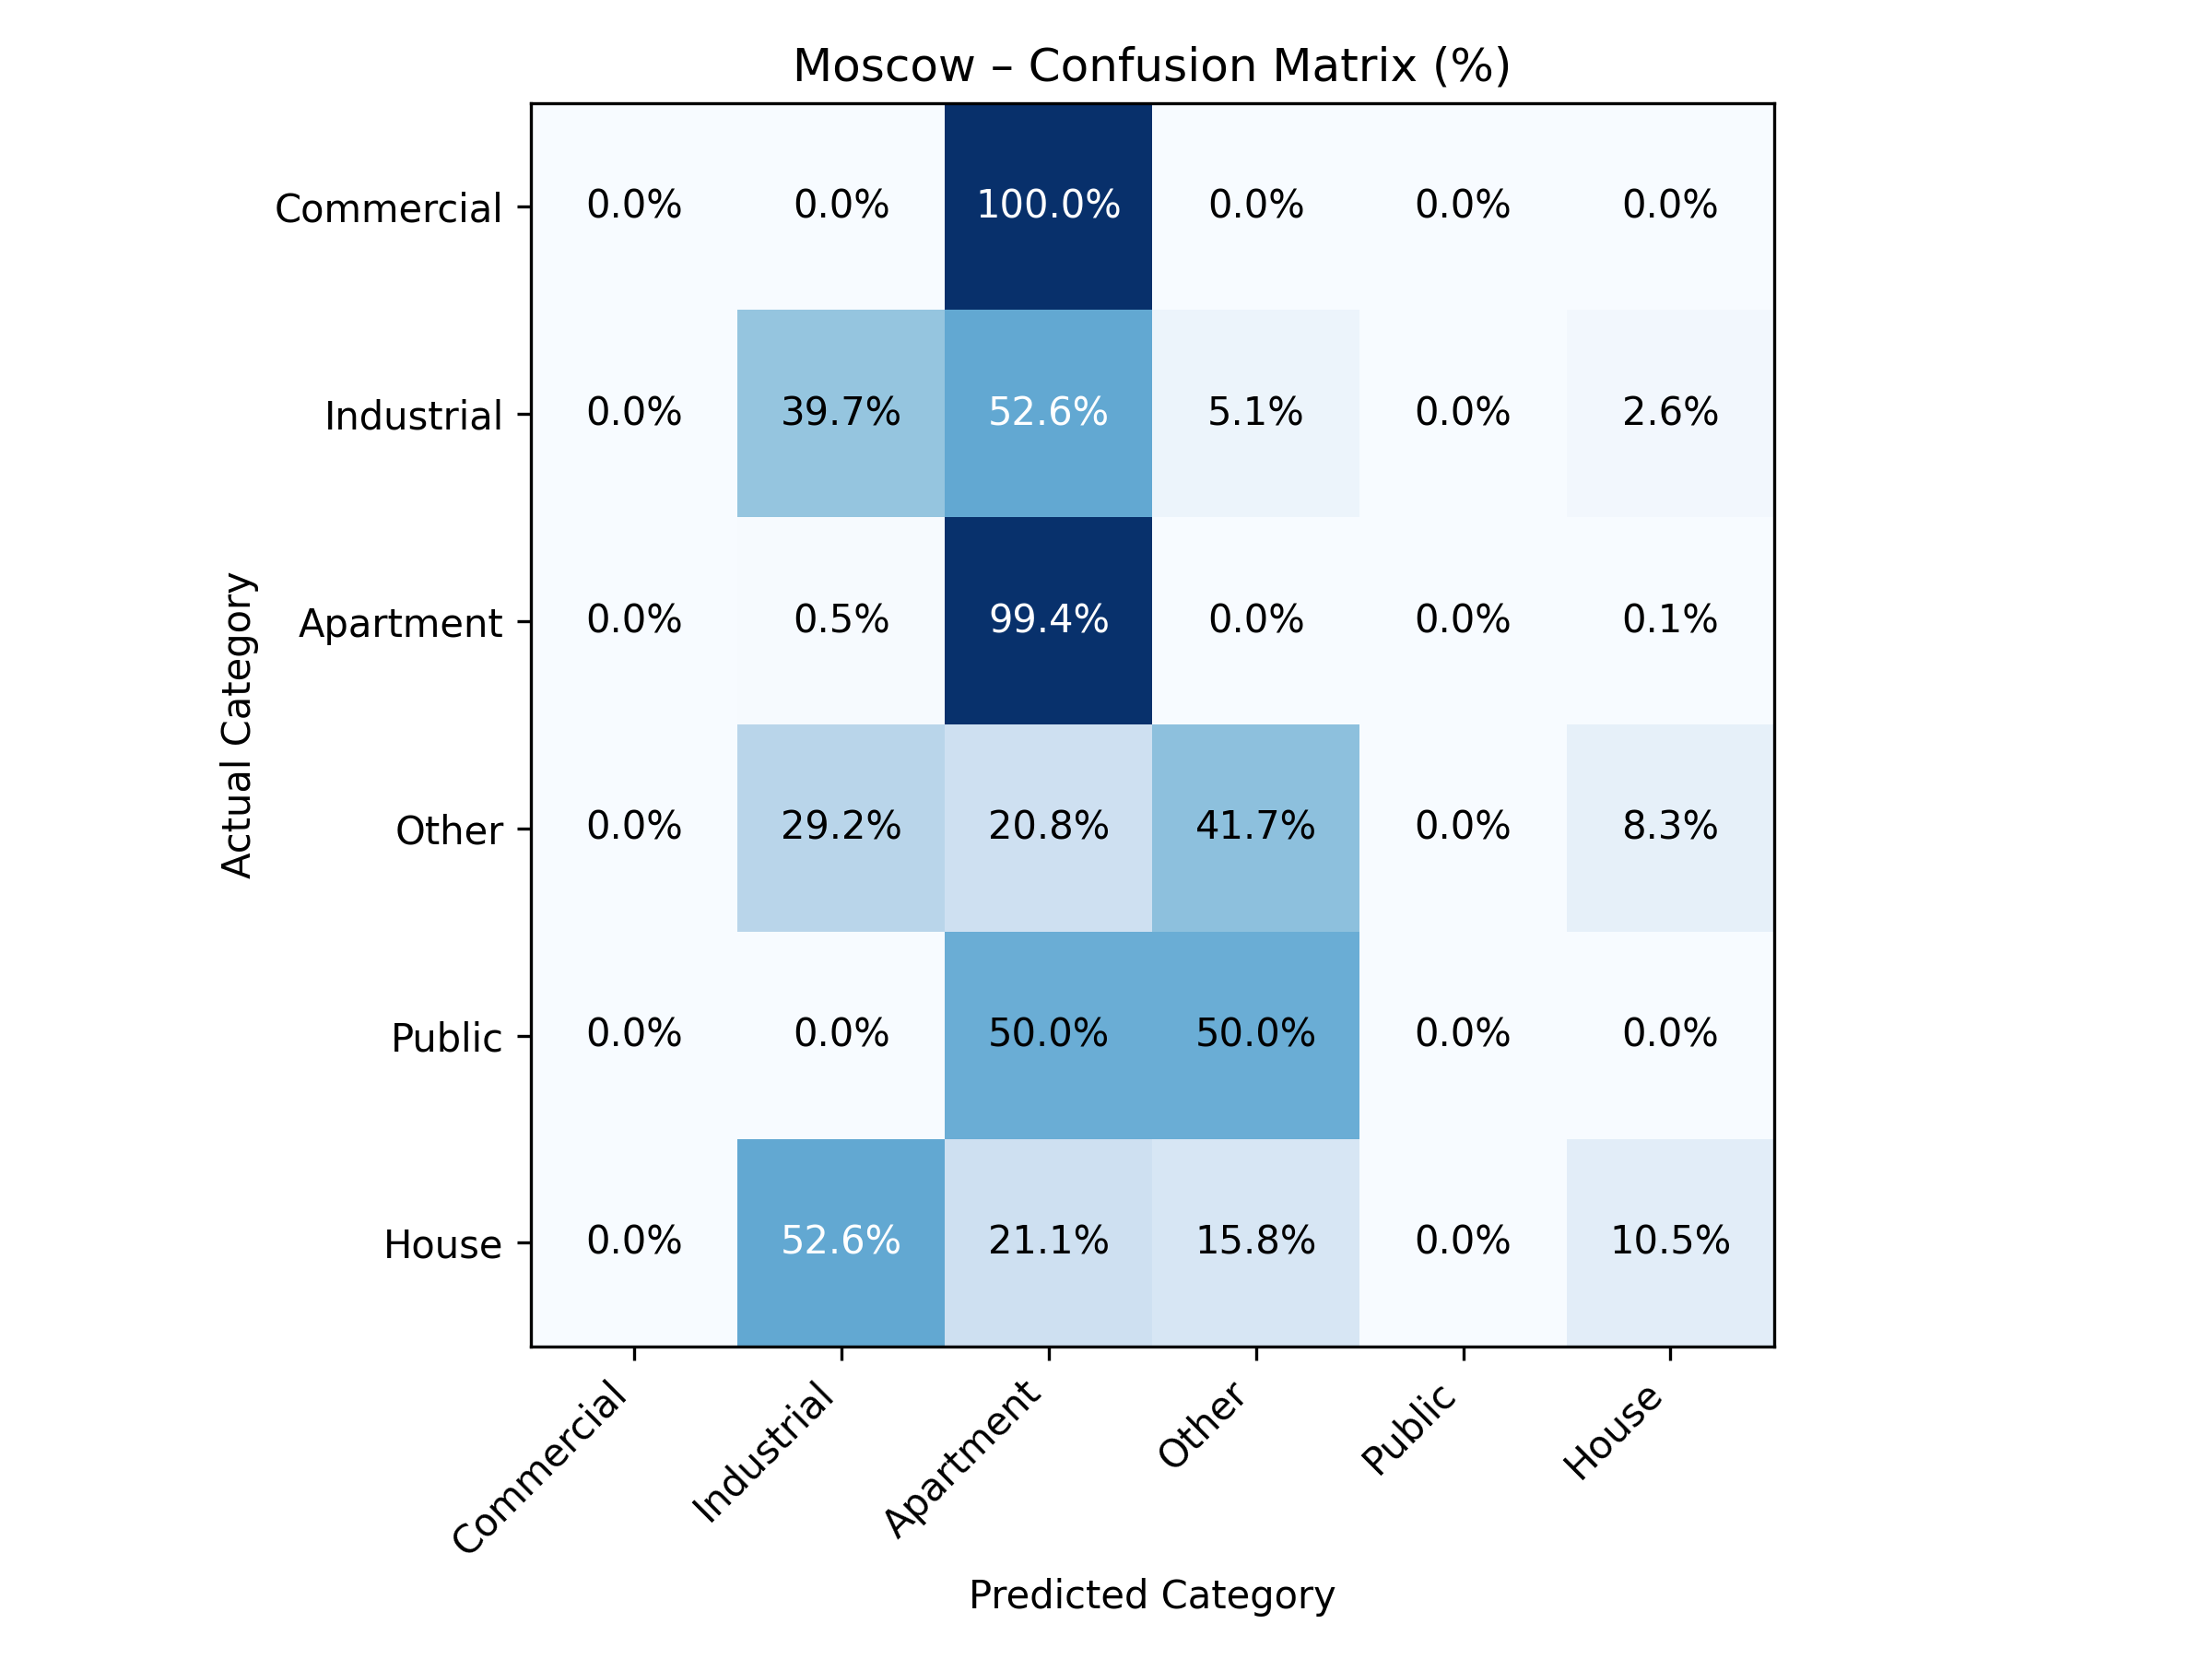 Moscow – Confusion Matrix (%)
Actual Category
Commercial 0.0% 0.0% 100.0% 0.0% 0.0% 0.0%
Industrial 0.0% 39.7% 52.6% 5.1% 0.0% 2.6%
Apartment 0.0% 0.5% 99.4% 0.0% 0.0% 0.1%
Other 0.0% 29.2% 20.8% 41.7% 0.0% 8.3%
Public 0.0% 0.0% 50.0% 50.0% 0.0% 0.0%
House 0.0% 52.6% 21.1% 15.8% 0.0% 10.5%
Commercial Industrial Apartment Other Public House
Predicted Category